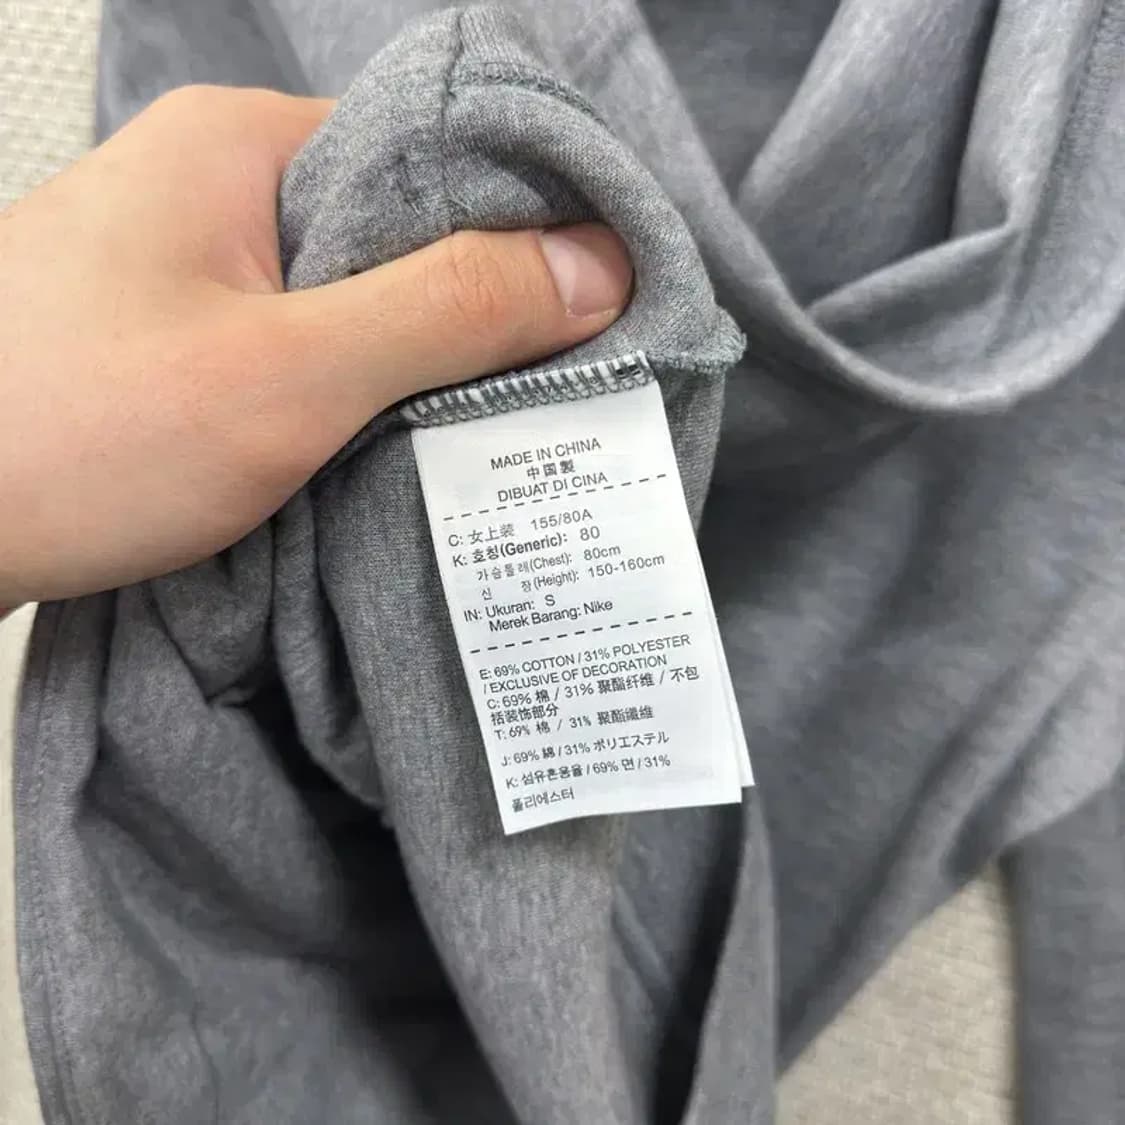 MADE IN CHINA
中国製
DIBUAT DI CINA
C: 女上装 155/80A
K: 호칭(Generic): 80
가슴둘레(Chest): 80cm
신 장(Height): 150-160cm
IN: Ukuran: S
Merek Barang: Nike
E: 69% COTTON / 31% POLYESTER
/ EXCLUSIVE OF DECORATION
C: 69% 棉 / 31% 聚酯纤维 / 不包
括装饰部分
T: 69% 棉 / 31% 聚酯纖維
J: 69% 綿 / 31% ポリエステル
K: 섬유혼용율 / 69% 면 / 31%
폴리에스터